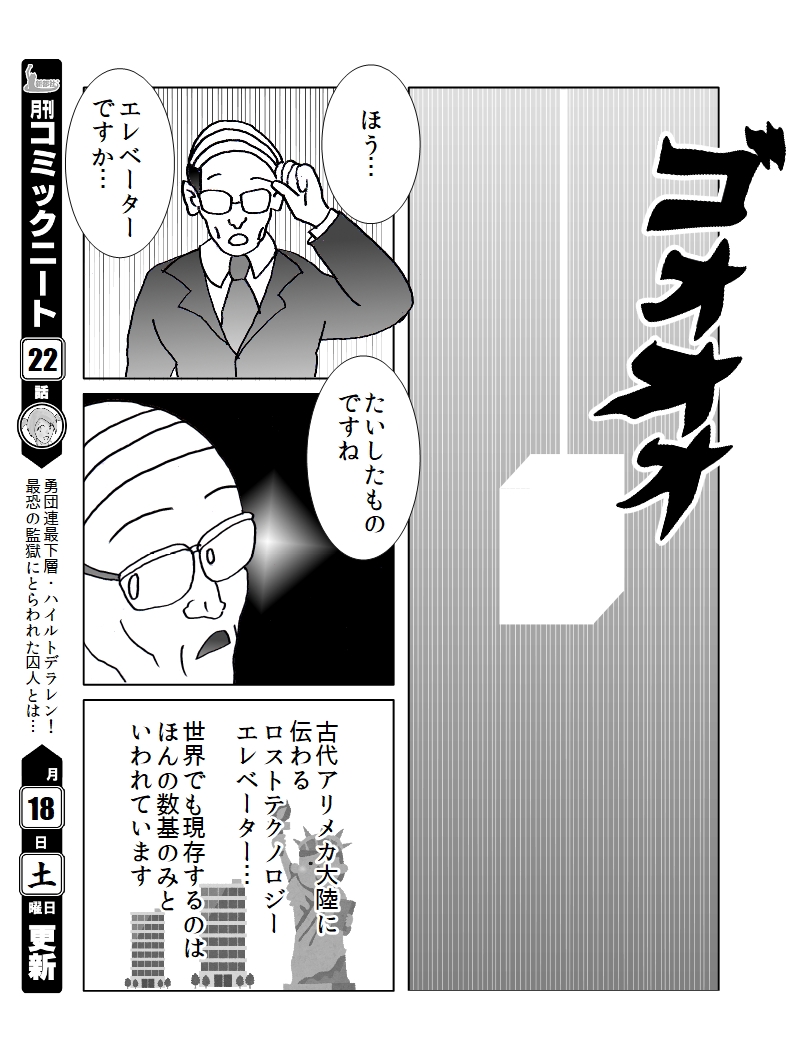 ゴォオオォ
ほう…
エレベーター
ですか…
たいしたもの
ですね
古代アリメカ大陸に
伝わる
ロストテクノロジー
エレベーター…
世界でも現存するのは
ほんの数基のみと
いわれています
新都社
月刊
コミックニート
22
話
勇団連最下層・ハイルトデラレン!
最恐の監獄にとらわれた囚人とは…
月
18
日
土
曜日
更新